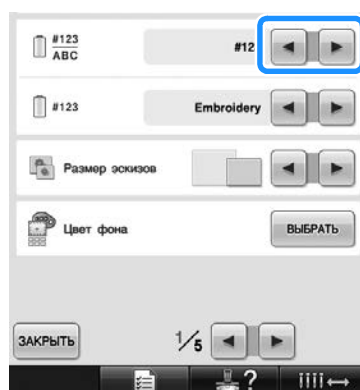 #123
ABC
#12
#123
Embroidery
Размер эскизов
Цвет фона
ВЫБРАТЬ
ЗАКРЫТЬ
1/5
?